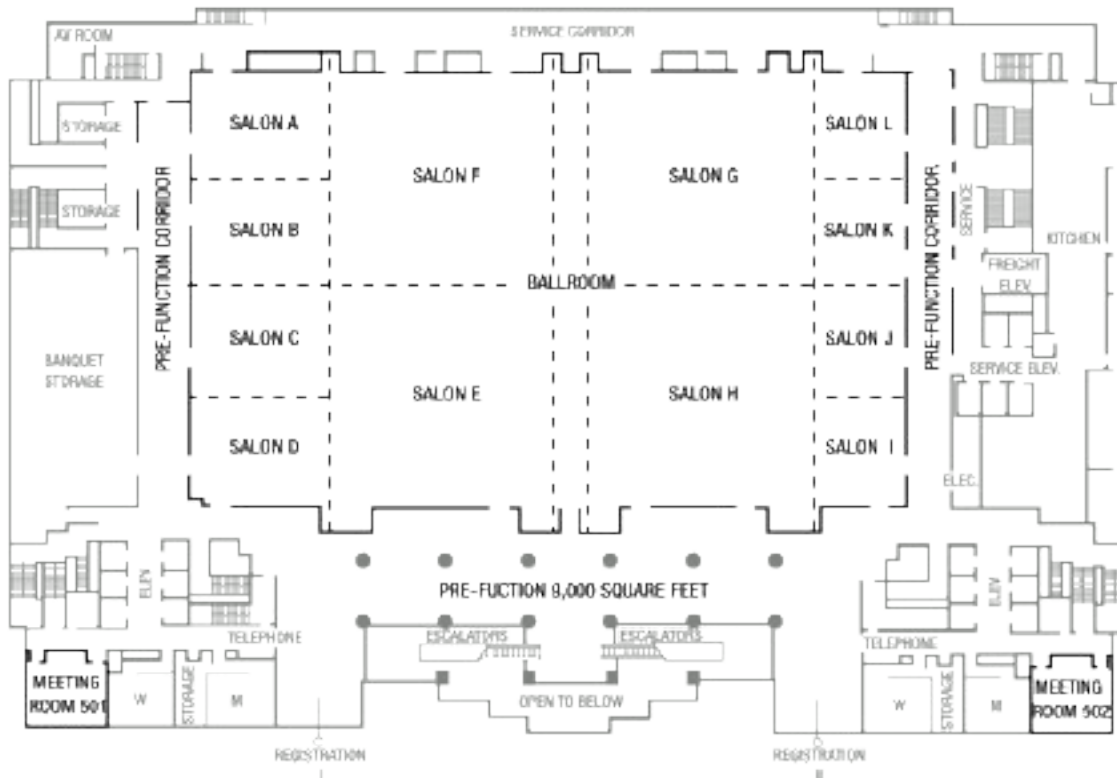 SERVICE CORRIDOR
AV ROOM
STORAGE
SALON A
SALON L
SALON F
SALON G
STORAGE
SALON B
SALON K
PRE-FUNCTION CORRIDOR
PRE-FUNCTION CORRIDOR
SERVICE
KITCHEN
FREIGHT
ELEV.
BALLROOM
SALON C
SALON J
BANQUET
STORAGE
SERVICE ELEV.
SALON E
SALON H
SALON D
SALON I
ELEC.
ELEV.
PRE-FUCTION 9,000 SQUARE FEET
ELEV.
TELEPHONE
ESCALATORS
ESCALATORS
TELEPHONE
MEETING
ROOM 501
W
STORAGE
M
OPEN TO BELOW
W
STORAGE
M
MEETING
ROOM 502
REGISTRATION
I
REGISTRATION
II